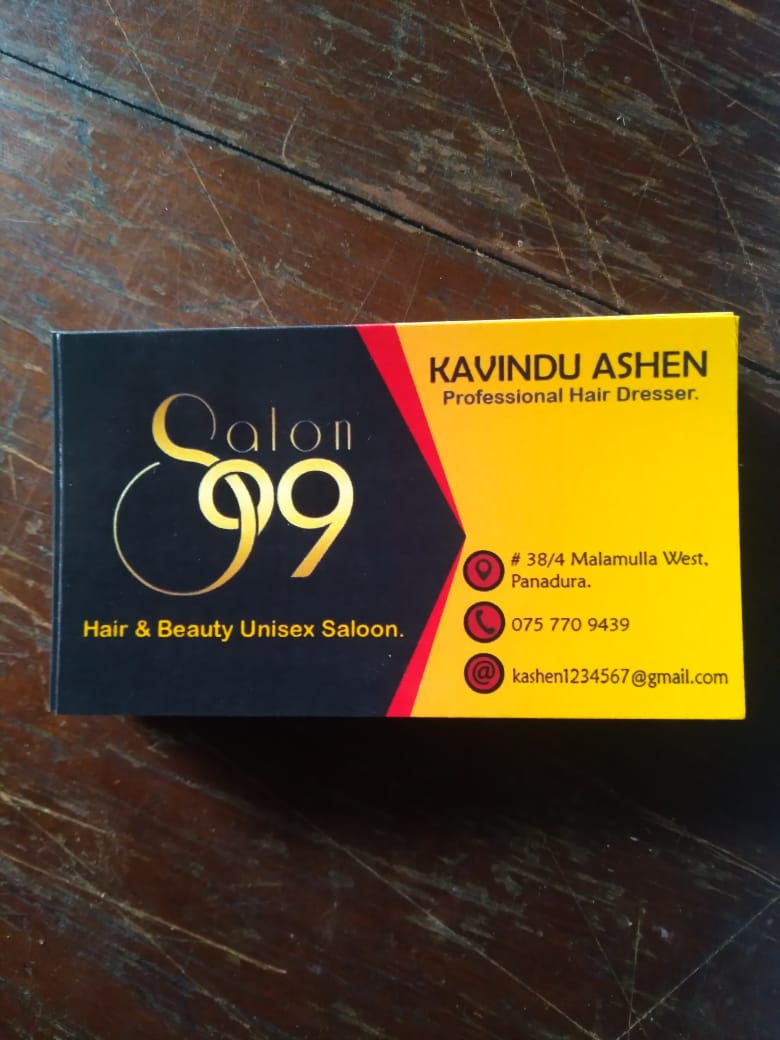 Salon
99
Hair & Beauty Unisex Saloon.
KAVINDU ASHEN
Professional Hair Dresser.
# 38/4 Malamulla West,
Panadura.
075 770 9439
@ kashen1234567@gmail.com